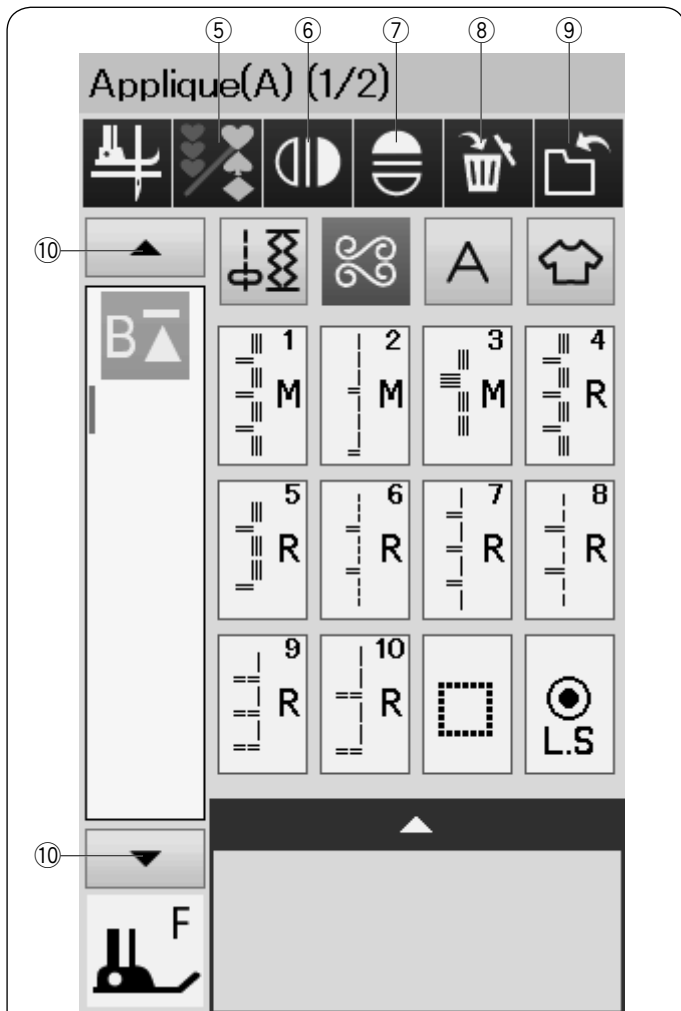 ⑤ ⑥ ⑦ ⑧ ⑨
Applique(A) (1/2)
⑩
A
B
1 M 2 M 3 M 4 R
5 R 6 R 7 R 8 R
9 R 10 R
L.S
⑩
F